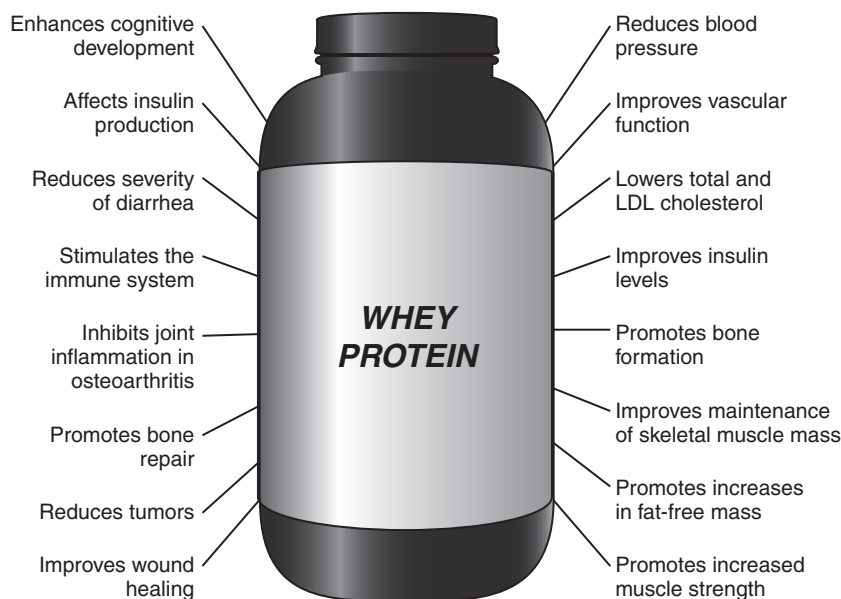 Enhances cognitive
development
Affects insulin
production
Reduces severity
of diarrhea
Stimulates the
immune system
Inhibits joint
inflammation in
osteoarthritis
Promotes bone
repair
Reduces tumors
Improves wound
healing
WHEY
PROTEIN
Reduces blood
pressure
Improves vascular
function
Lowers total and
LDL cholesterol
Improves insulin
levels
Promotes bone
formation
Improves maintenance
of skeletal muscle mass
Promotes increases
in fat-free mass
Promotes increased
muscle strength